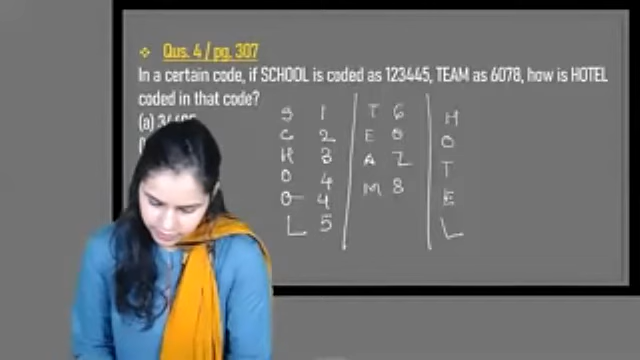 ❖ Qus. 4 / pg. 307
In a certain code, if SCHOOL is coded as 123445, TEAM as 6078, how is HOTEL
coded in that code?
(a)
S 1
C 2
H 3
O 4
O 4
L 5
T 6
E 0
A 7
M 8
H
O
T
E
L